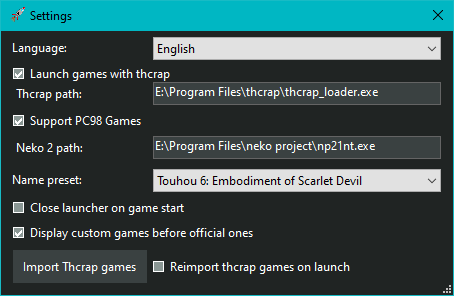 Settings
Language:
English
Launch games with thcrap
Thcrap path:
E:\Program Files\thcrap\thcrap_loader.exe
Support PC98 Games
Neko 2 path:
E:\Program Files\neko project\np21nt.exe
Name preset:
Touhou 6: Embodiment of Scarlet Devil
Close launcher on game start
Display custom games before official ones
Import Thcrap games
Reimport thcrap games on launch